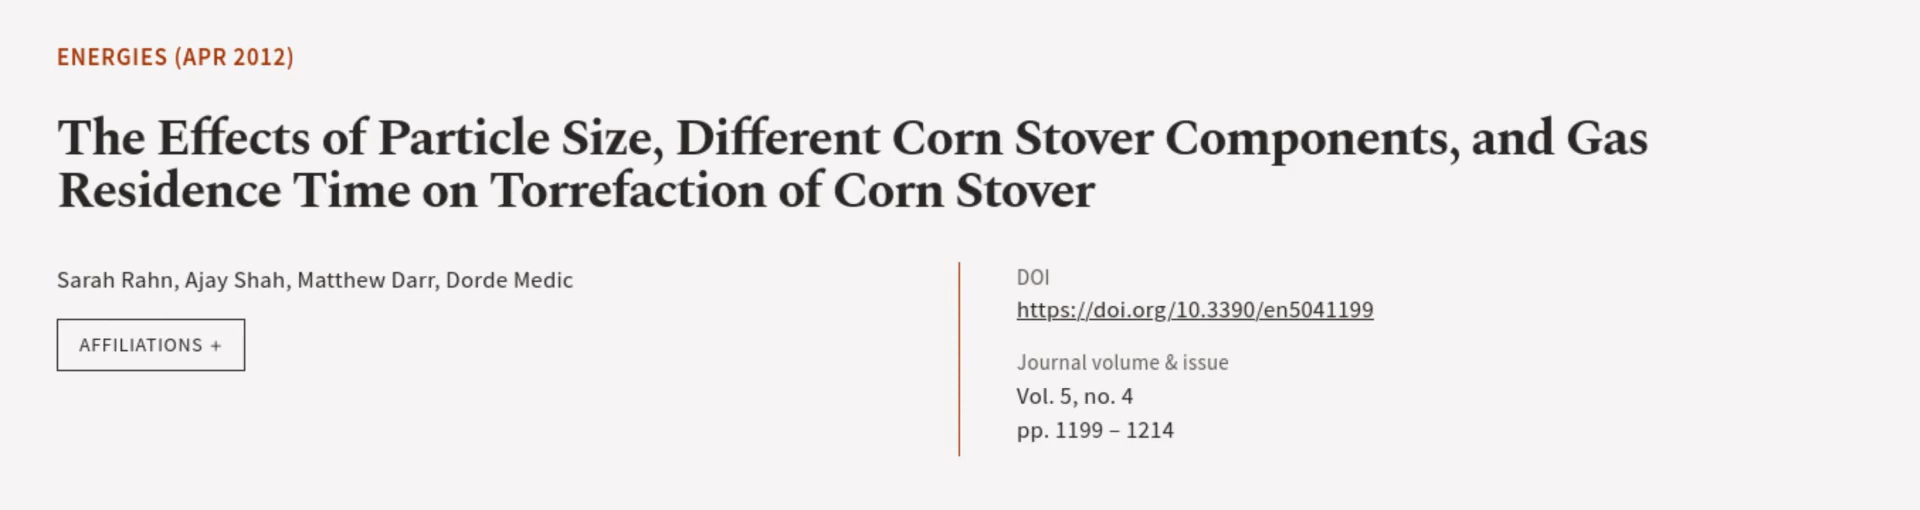 ENERGIES (APR 2012)
The Effects of Particle Size, Different Corn Stover Components, and Gas
Residence Time on Torrefaction of Corn Stover
Sarah Rahn, Ajay Shah, Matthew Darr, Dorde Medic
AFFILIATIONS +
DOI
https://doi.org/10.3390/en5041199
Journal volume & issue
Vol. 5, no. 4
pp. 1199 – 1214